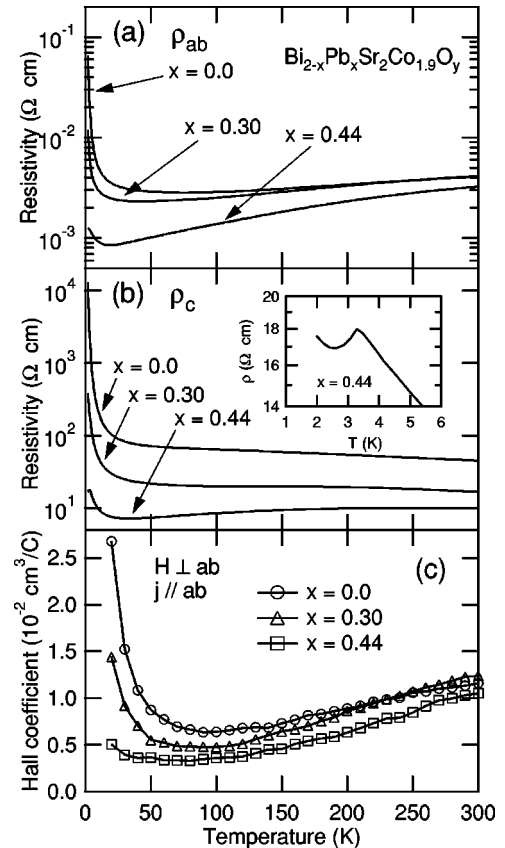 (a) ρab
Bi2-xPbxSr2Co1.9Oy
x = 0.0
x = 0.30
x = 0.44
Resistivity (Ω cm)
10^-1
10^-2
10^-3
(b) ρc
x = 0.0
x = 0.30
x = 0.44
Resistivity (Ω cm)
10^4
10^3
10^2
10^1
ρ (Ω cm)
20
18
16
14
x = 0.44
1 2 3 4 5 6
T (K)
(c)
H ⊥ ab
j // ab
x = 0.0
x = 0.30
x = 0.44
Hall coefficient (10^-2 cm^3/C)
2.5
2.0
1.5
1.0
0.5
0.0
0 50 100 150 200 250 300
Temperature (K)